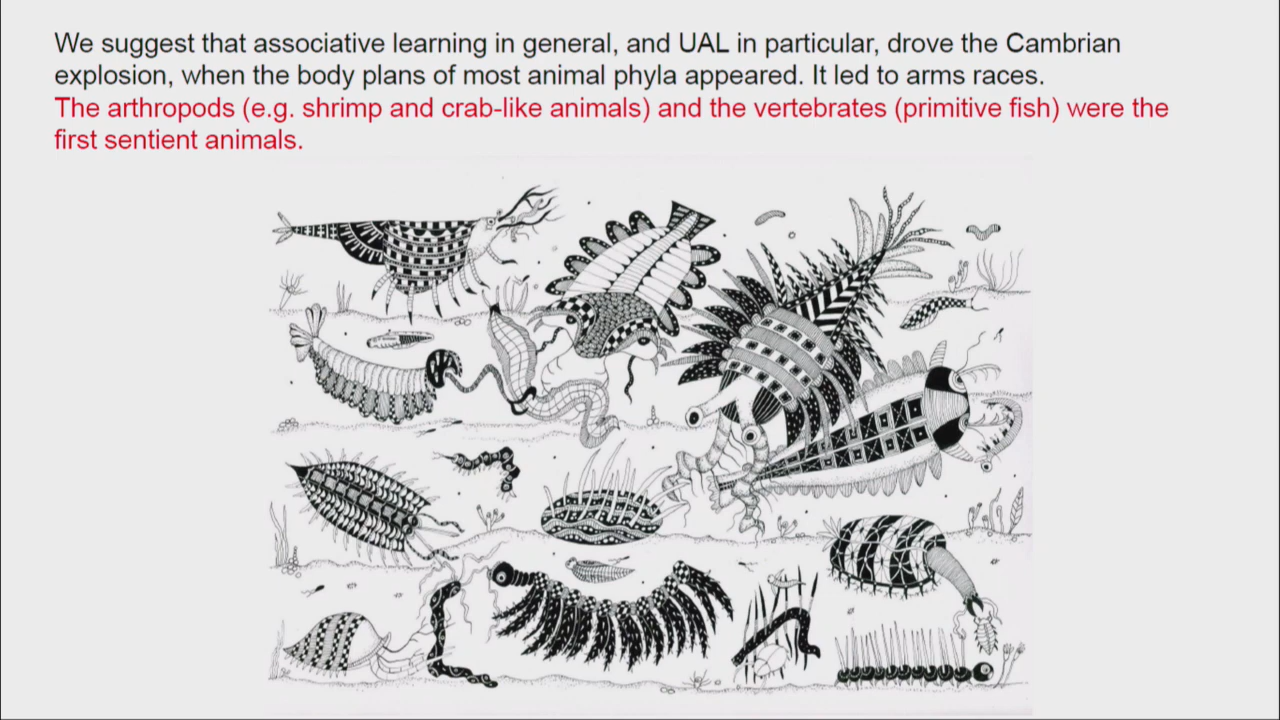 We suggest that associative learning in general, and UAL in particular, drove the Cambrian
explosion, when the body plans of most animal phyla appeared. It led to arms races.
The arthropods (e.g. shrimp and crab-like animals) and the vertebrates (primitive fish) were the
first sentient animals.